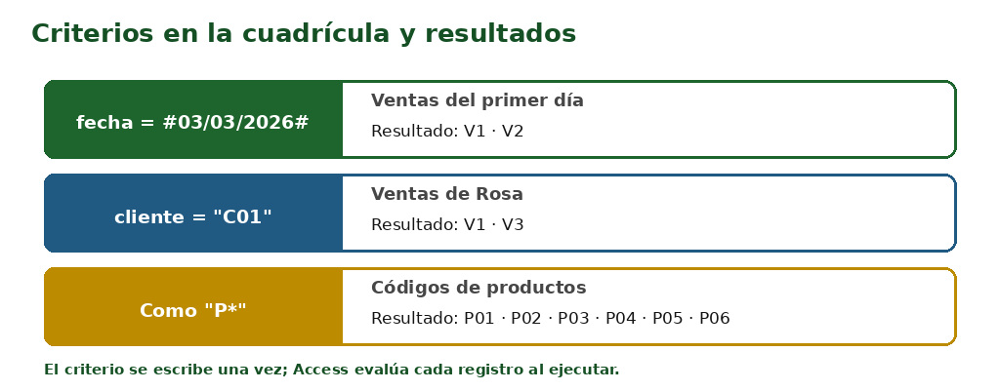 Criterios en la cuadrícula y resultados
fecha = #03/03/2026#
Ventas del primer día
Resultado: V1 · V2
cliente = "C01"
Ventas de Rosa
Resultado: V1 · V3
Como "P*"
Códigos de productos
Resultado: P01 · P02 · P03 · P04 · P05 · P06
El criterio se escribe una vez; Access evalúa cada registro al ejecutar.